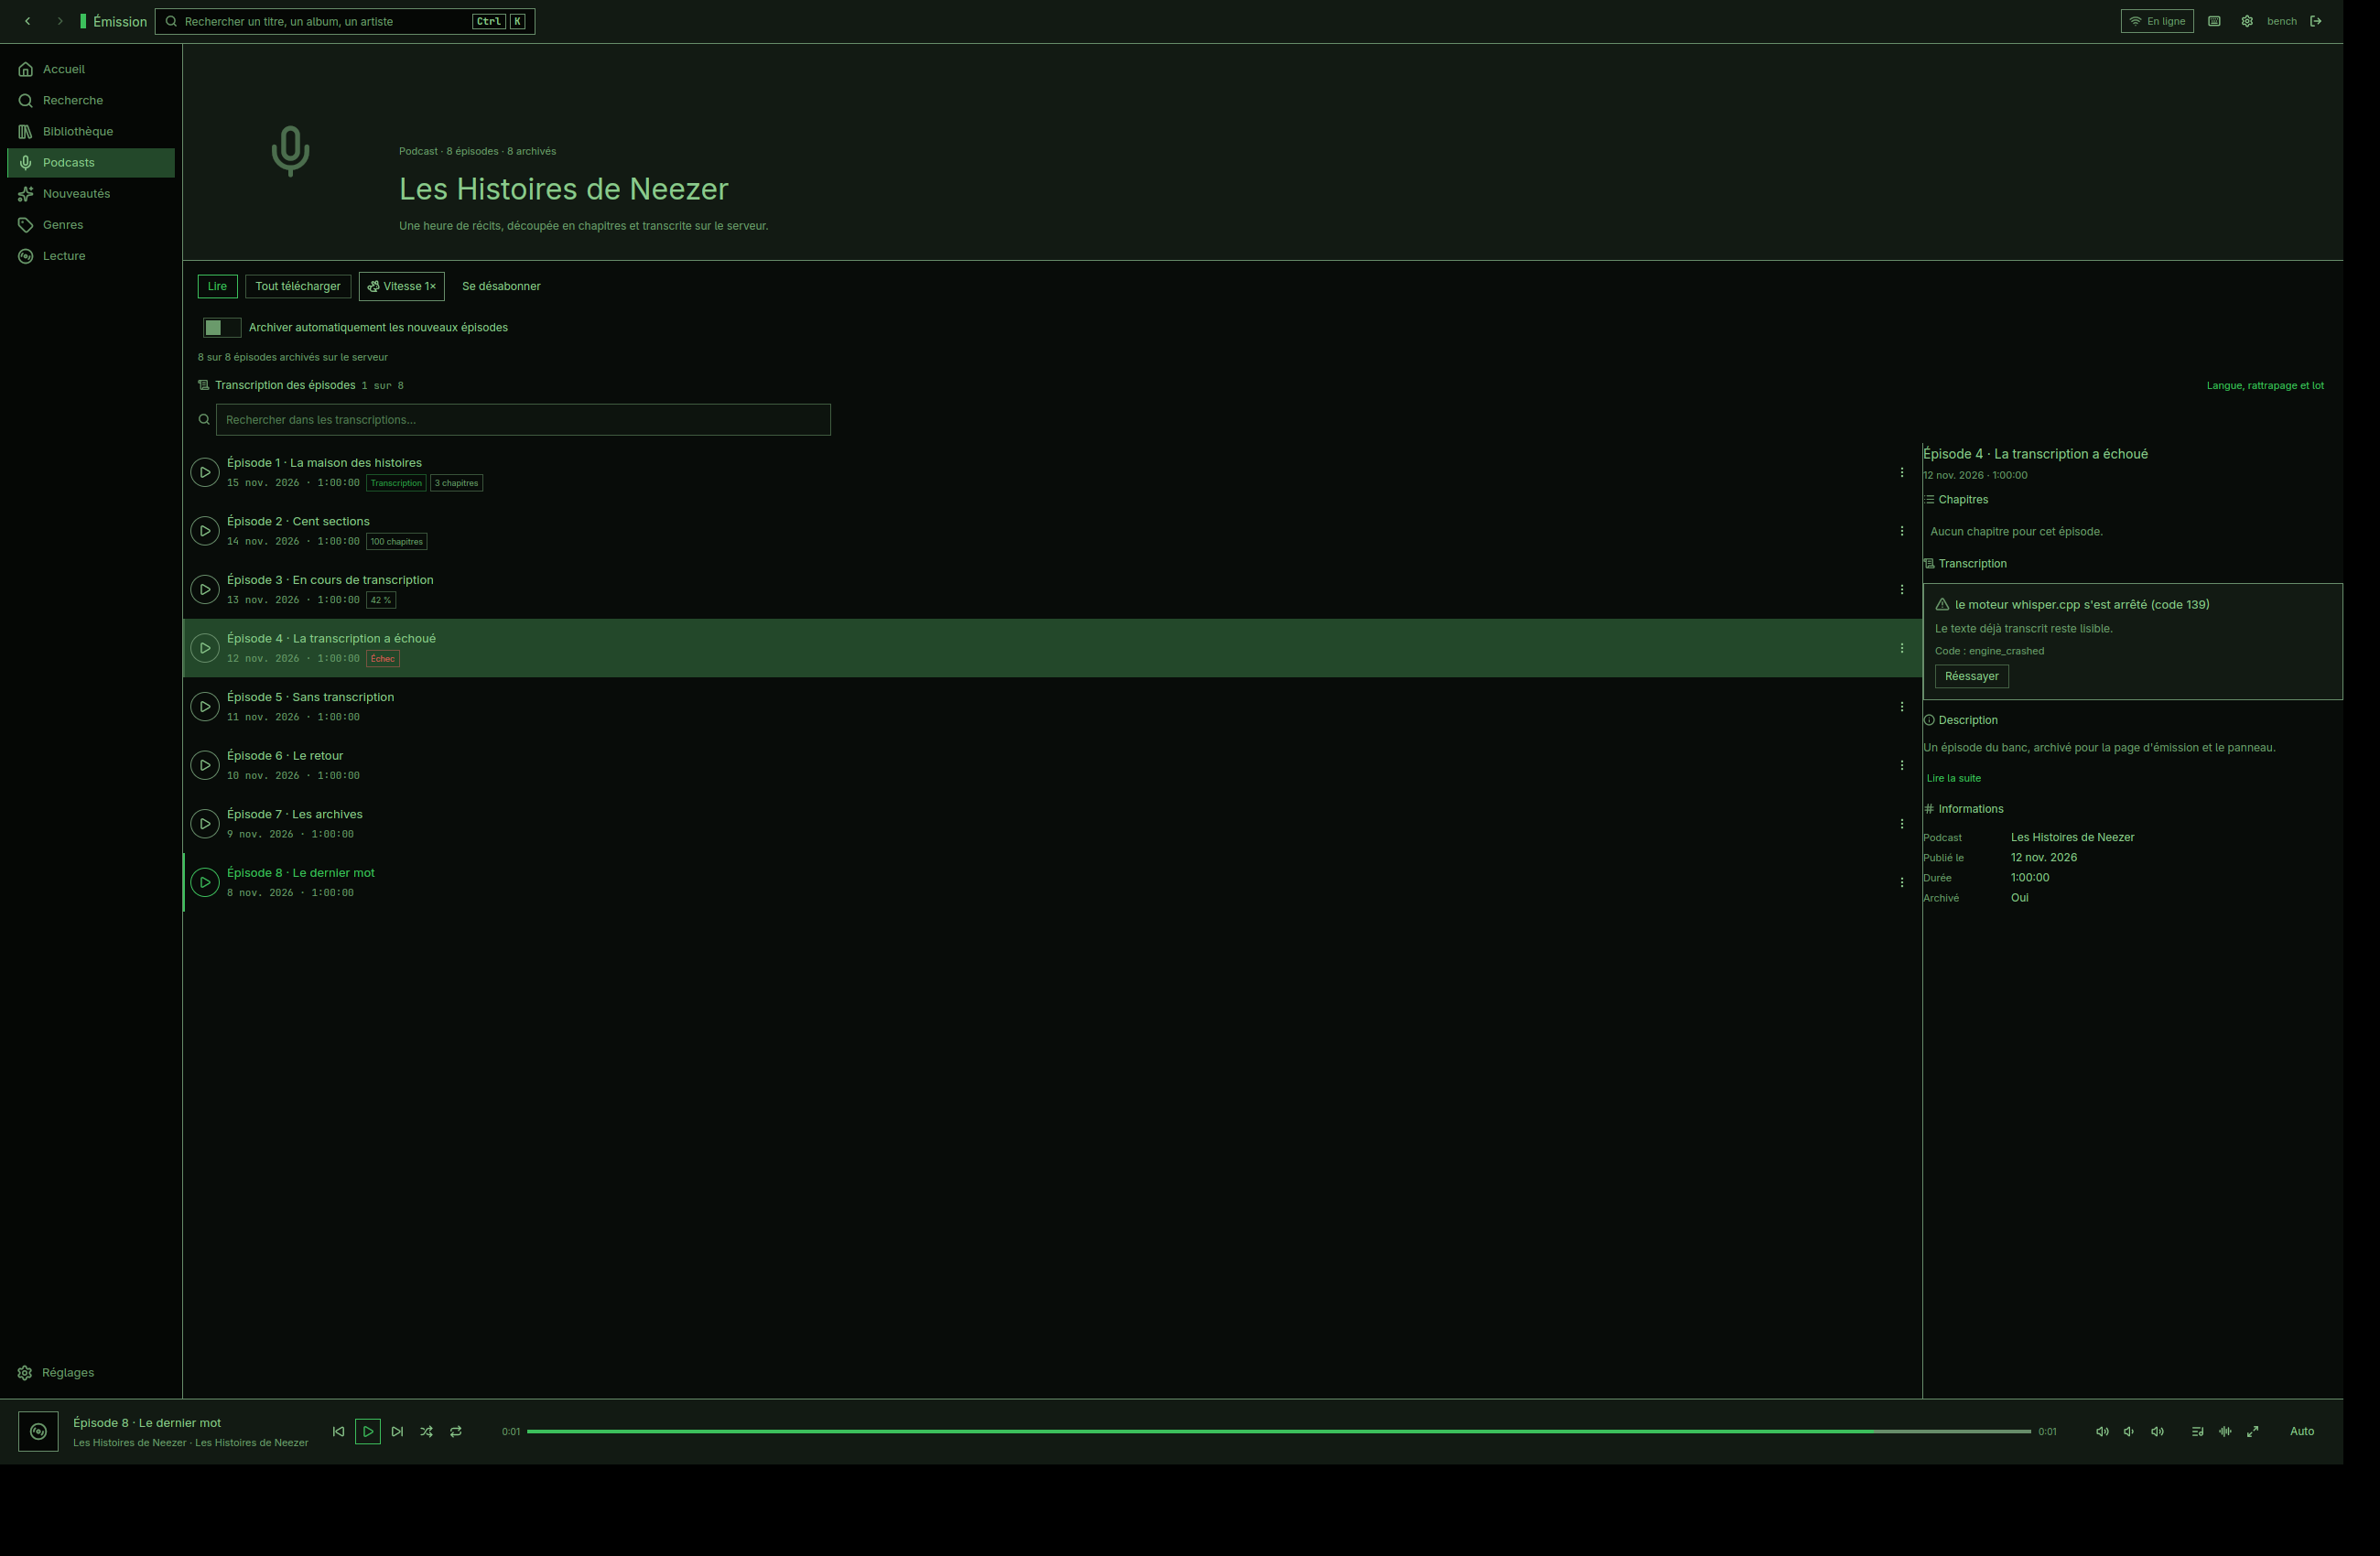 Émission
Rechercher un titre, un album, un artiste
Ctrl K
En ligne
bench
Accueil
Recherche
Bibliothèque
Podcasts
Nouveautés
Genres
Lecture
Réglages
Podcast · 8 épisodes · 8 archivés
Les Histoires de Neezer
Une heure de récits, découpée en chapitres et transcrite sur le serveur.
Lire
Tout télécharger
Vitesse 1×
Se désabonner
Archiver automatiquement les nouveaux épisodes
8 sur 8 épisodes archivés sur le serveur
Transcription des épisodes 1 sur 8
Langue, rattrapage et lot
Rechercher dans les transcriptions...
Épisode 1 · La maison des histoires
15 nov. 2026 · 1:00:00 Transcription 3 chapitres
Épisode 2 · Cent sections
14 nov. 2026 · 1:00:00 100 chapitres
Épisode 3 · En cours de transcription
13 nov. 2026 · 1:00:00 42 %
Épisode 4 · La transcription a échoué
12 nov. 2026 · 1:00:00 Échec
Épisode 5 · Sans transcription
11 nov. 2026 · 1:00:00
Épisode 6 · Le retour
10 nov. 2026 · 1:00:00
Épisode 7 · Les archives
9 nov. 2026 · 1:00:00
Épisode 8 · Le dernier mot
8 nov. 2026 · 1:00:00
Épisode 4 · La transcription a échoué
12 nov. 2026 · 1:00:00
Chapitres
Aucun chapitre pour cet épisode.
Transcription
le moteur whisper.cpp s'est arrêté (code 139)
Le texte déjà transcrit reste lisible.
Code : engine_crashed
Réessayer
Description
Un épisode du banc, archivé pour la page d'émission et le panneau.
Lire la suite
Informations
Podcast Les Histoires de Neezer
Publié le 12 nov. 2026
Durée 1:00:00
Archivé Oui
Épisode 8 · Le dernier mot
Les Histoires de Neezer · Les Histoires de Neezer
0:01
0:01
Auto